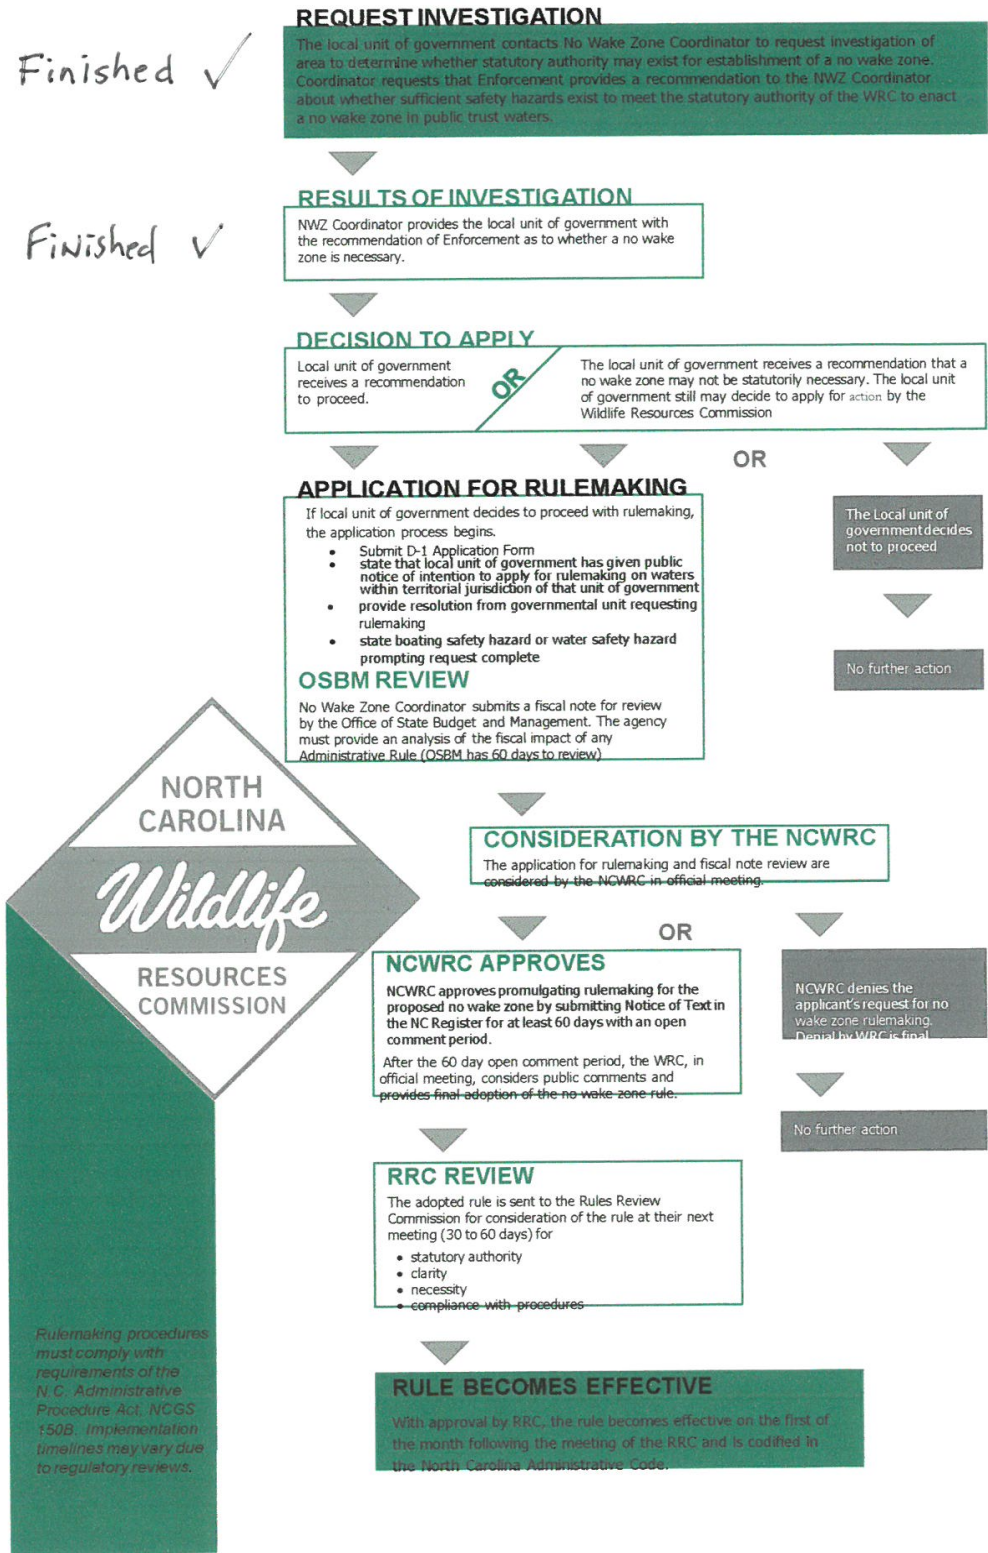 REQUEST INVESTIGATION
Finished ✓
The local unit of government contacts No Wake Zone Coordinator to request investigation of
area to determine whether statutory authority may exist for establishment of a no wake zone.
Coordinator requests that Enforcement provides a recommendation to the NWZ Coordinator
about whether sufficient safety hazards exist to meet the statutory authority of the WRC to enact
a no wake zone in public trust waters.
RESULTS OF INVESTIGATION
Finished ✓
NWZ Coordinator provides the local unit of government with
the recommendation of Enforcement as to whether a no wake
zone is necessary.
DECISION TO APPLY
Local unit of government
receives a recommendation
to proceed.
OR
The local unit of government receives a recommendation that a
no wake zone may not be statutorily necessary. The local unit
of government still may decide to apply for action by the
Wildlife Resources Commission
OR
APPLICATION FOR RULEMAKING
If local unit of government decides to proceed with rulemaking,
the application process begins.
• Submit D-1 Application Form
• state that local unit of government has given public
notice of intention to apply for rulemaking on waters
within territorial jurisdiction of that unit of government
• provide resolution from governmental unit requesting
rulemaking
• state boating safety hazard or water safety hazard
prompting request complete
The Local unit of
government decides
not to proceed
No further action
OSBM REVIEW
No Wake Zone Coordinator submits a fiscal note for review
by the Office of State Budget and Management. The agency
must provide an analysis of the fiscal impact of any
Administrative Rule (OSBM has 60 days to review)
NORTH
CAROLINA
Wildlife
RESOURCES
COMMISSION
CONSIDERATION BY THE NCWRC
The application for rulemaking and fiscal note review are
considered by the NCWRC in official meeting.
OR
NCWRC APPROVES
NCWRC approves promulgating rulemaking for the
proposed no wake zone by submitting Notice of Text in
the NC Register for at least 60 days with an open
comment period.
After the 60 day open comment period, the WRC, in
official meeting, considers public comments and
provides final adoption of the no wake zone rule.
NCWRC denies the
applicant's request for no
wake zone rulemaking.
Denial by WRC is final
No further action
RRC REVIEW
The adopted rule is sent to the Rules Review
Commission for consideration of the rule at their next
meeting (30 to 60 days) for
• statutory authority
• clarity
• necessity
• compliance with procedures
RULE BECOMES EFFECTIVE
With approval by RRC, the rule becomes effective on the first of
the month following the meeting of the RRC and is codified in
the North Carolina Administrative Code.
Rulemaking procedures
must comply with
requirements of the
N.C. Administrative
Procedure Act, NCGS
150B. Implementation
timelines may vary due
to regulatory reviews.